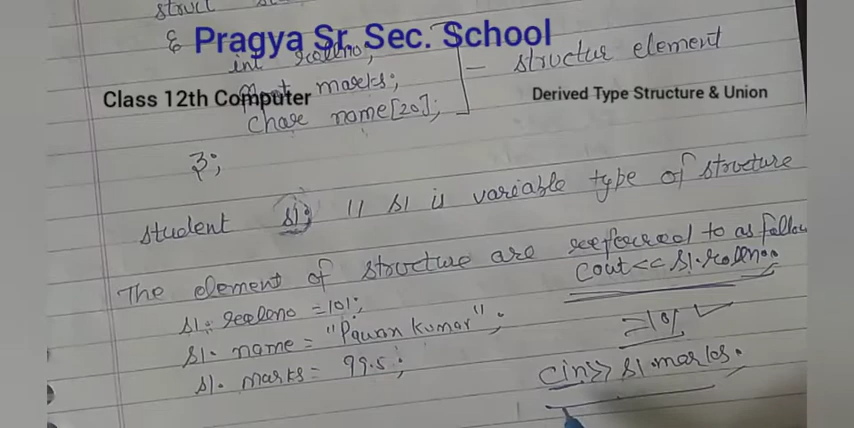 struct
{ Pragya Sr. Sec. School
int rollno;
float marks; - structur element
Class 12th Computer Derived Type Structure & Union
char name[20];
};
student s1; // s1 is variable type of structure
The element of structure are referred to as follow
cout<< s1.rollno.
s1. rollno =101;
=101
s1. name = "Pawan Kumar";
s1. marks = 99.5;
cin>> s1.marks.